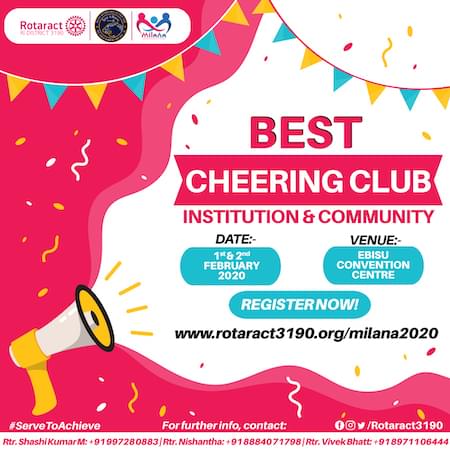 Rotaract
RI DISTRICT 3190
milana
BEST
CHEERING CLUB
INSTITUTION & COMMUNITY
DATE:-
1st & 2nd
FEBRUARY
2020
VENUE:-
EBISU
CONVENTION
CENTRE
REGISTER NOW!
www.rotaract3190.org/milana2020
#ServeToAchieve
For further info, contact:
/Rotaract3190
Rtr. Shashi Kumar M: +91997280883 | Rtr. Nishantha: +918884071798 | Rtr. Vivek Bhatt: +918971106444